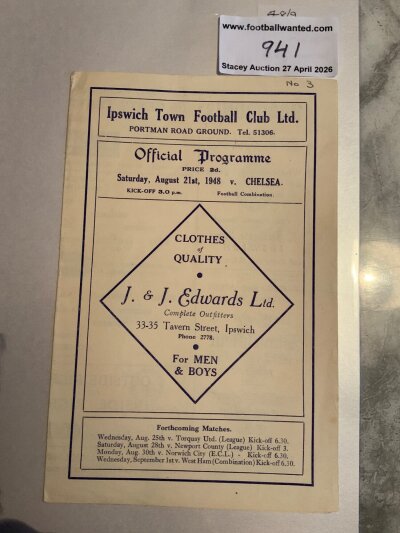 48/9
www.footballwanted.com
941
Stacey Auction 27 April 2026
No 3
Ipswich Town Football Club Ltd.
PORTMAN ROAD GROUND. Tel. 51306.
Official Programme
PRICE 2d.
Saturday, August 21st, 1948 v. CHELSEA.
KICK-OFF 3.0 p.m. Football Combination.
CLOTHES
of
QUALITY
J. & J. Edwards Ltd.
Complete Outfitters
33-35 Tavern Street, Ipswich
Phone 2778.
For MEN
& BOYS
Forthcoming Matches.
Wednesday, Aug. 25th v. Torquay Utd. (League) Kick-off 6.30.
Saturday, August 28th v. Newport County (League) Kick-off 3.
Monday, Aug. 30th v. Norwich City (E.C.L.) - Kick-off 6.30.
Wednesday, September 1st v. West Ham (Combination) Kick-off 6.30.